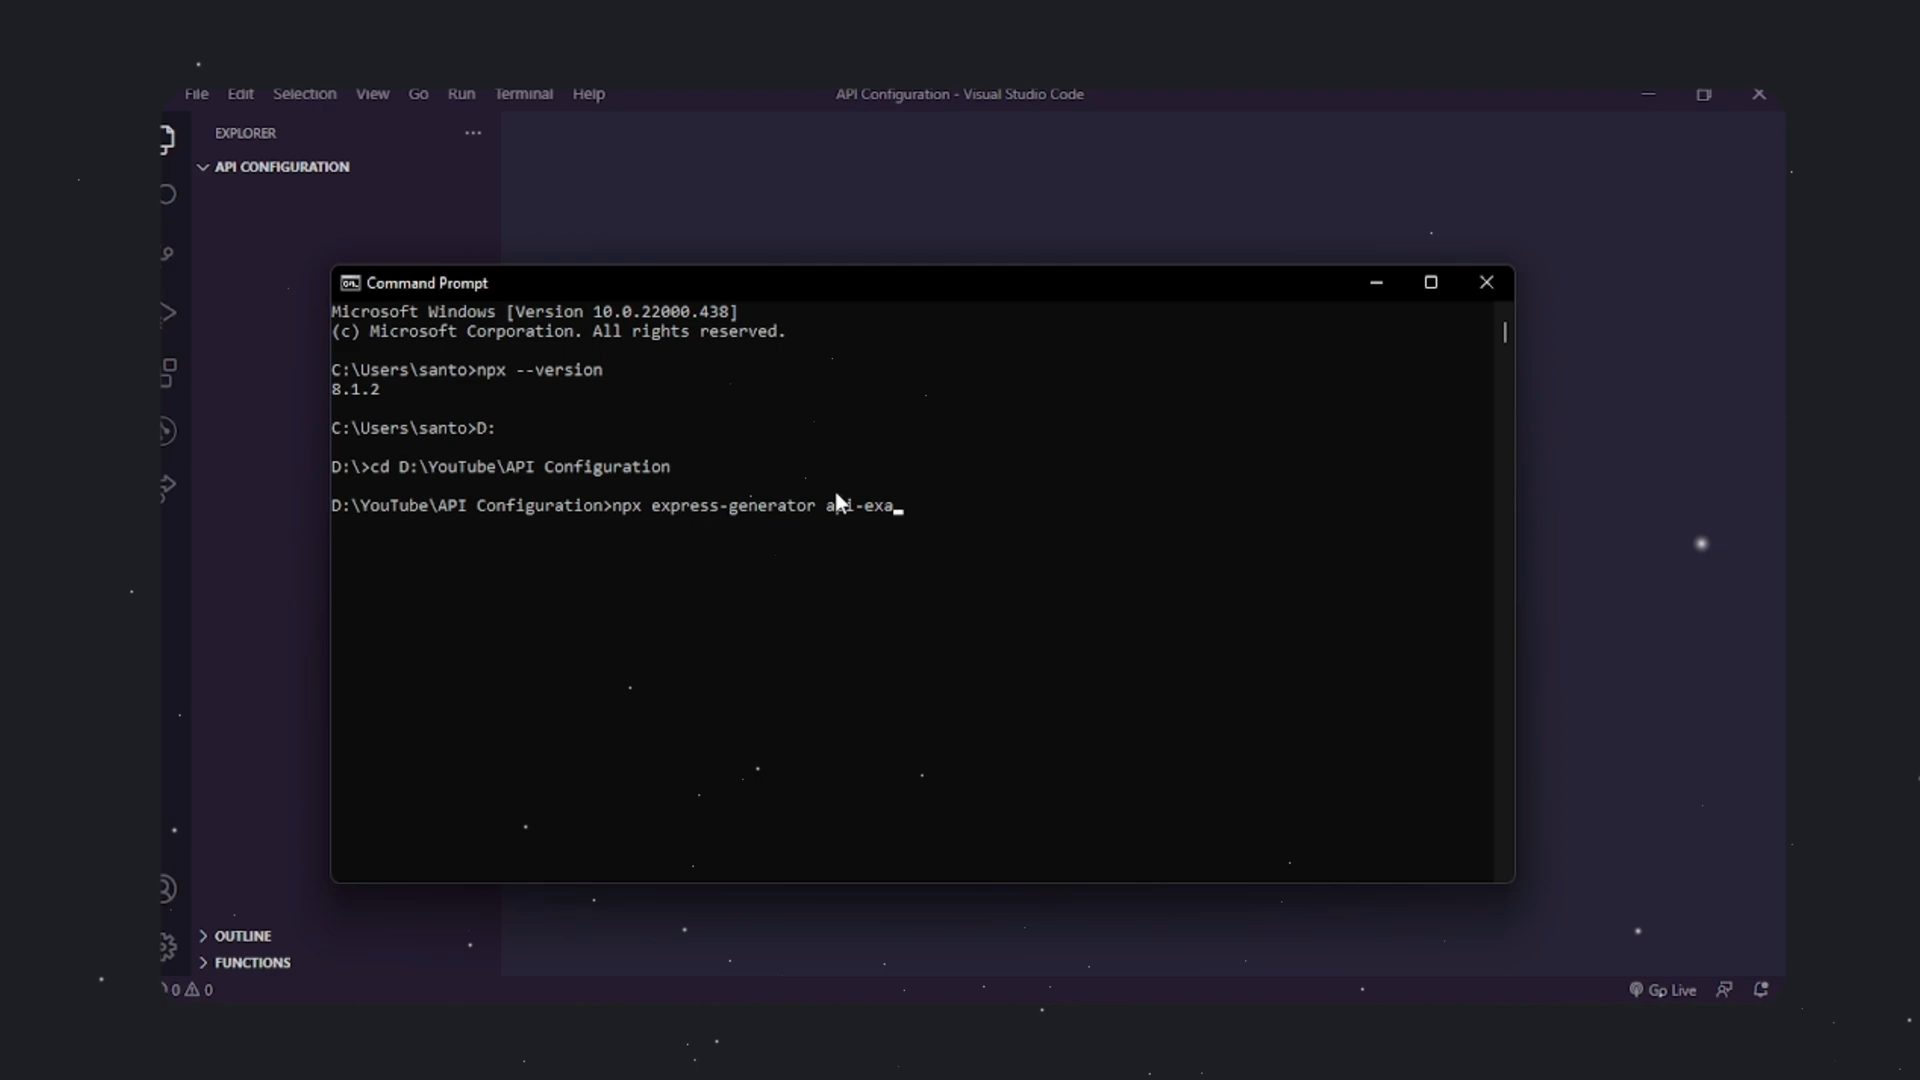 File Edit Selection View Go Run Terminal Help
API Configuration - Visual Studio Code
EXPLORER
API CONFIGURATION
Command Prompt
Microsoft Windows [Version 10.0.22000.438]
(c) Microsoft Corporation. All rights reserved.
C:\Users\santo>npx --version
8.1.2
C:\Users\santo>D:
D:\>cd D:\YouTube\API Configuration
D:\YouTube\API Configuration>npx express-generator api-exa_
OUTLINE
FUNCTIONS
0 0
Go Live